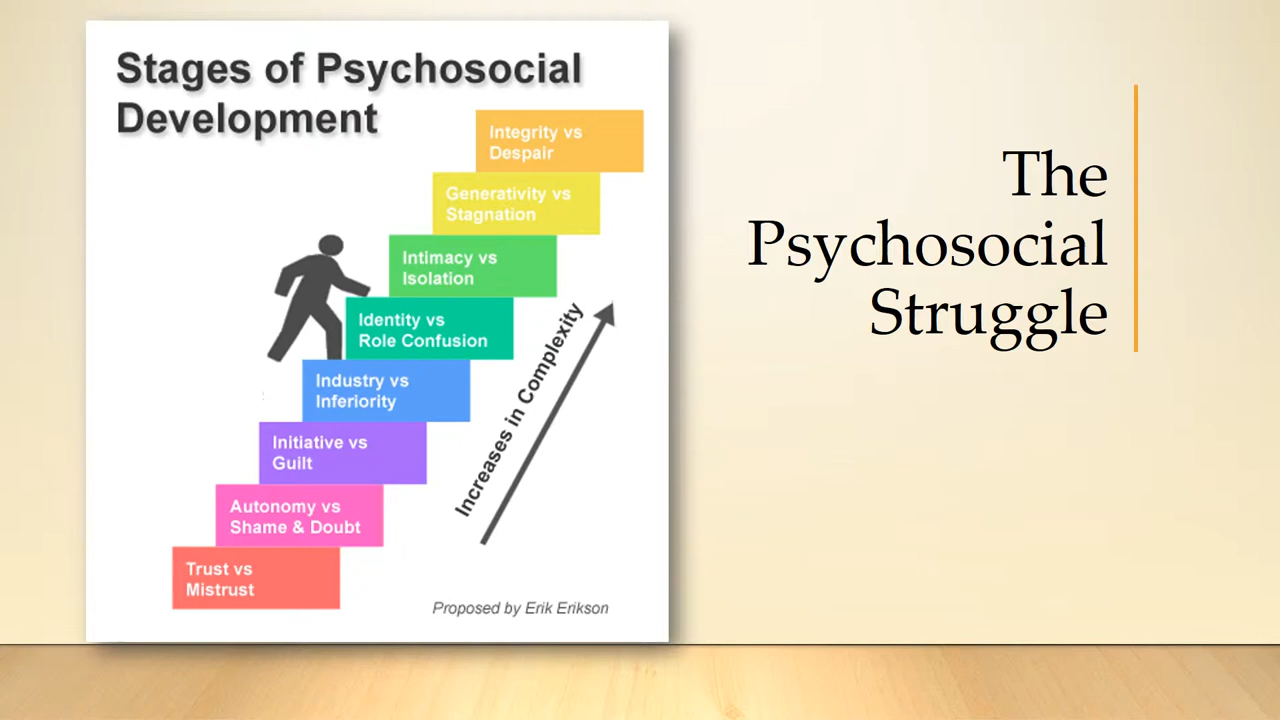 Stages of Psychosocial
Development
Integrity vs
Despair
Generativity vs
Stagnation
Intimacy vs
Isolation
Identity vs
Role Confusion
Industry vs
Inferiority
Initiative vs
Guilt
Autonomy vs
Shame & Doubt
Trust vs
Mistrust
Increases in Complexity
Proposed by Erik Erikson
The
Psychosocial
Struggle